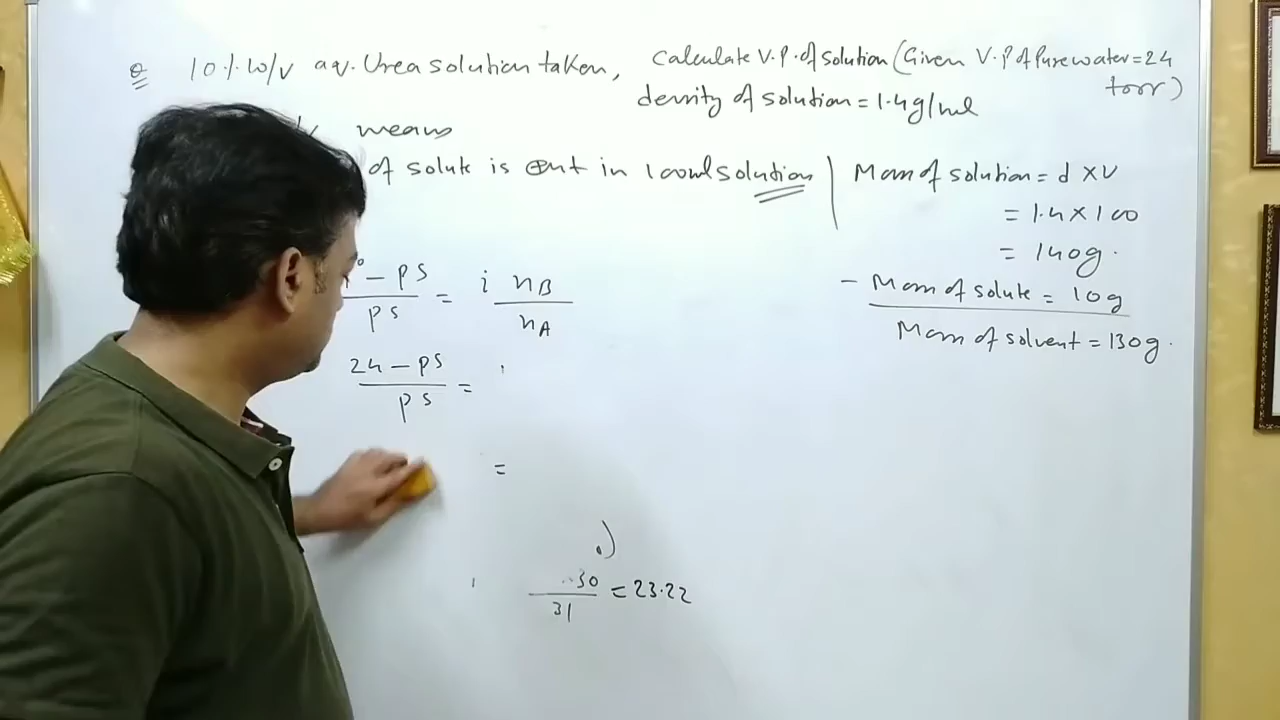 Q 10% W/V aq. Urea solution taken, Calculate V.P. of solution (Given V.P of Pure water = 24 torr)
density of solution = 1.4g/ml
means
of solute is in 100ml solution
Mass of solution = d x V
= 1.4 x 100
= 140g.
- Mass of solute = 10g
Mass of solvent = 130g.
° - PS
PS
= i nB
nA
24 - PS
PS
=
=
30
31
= 23.22